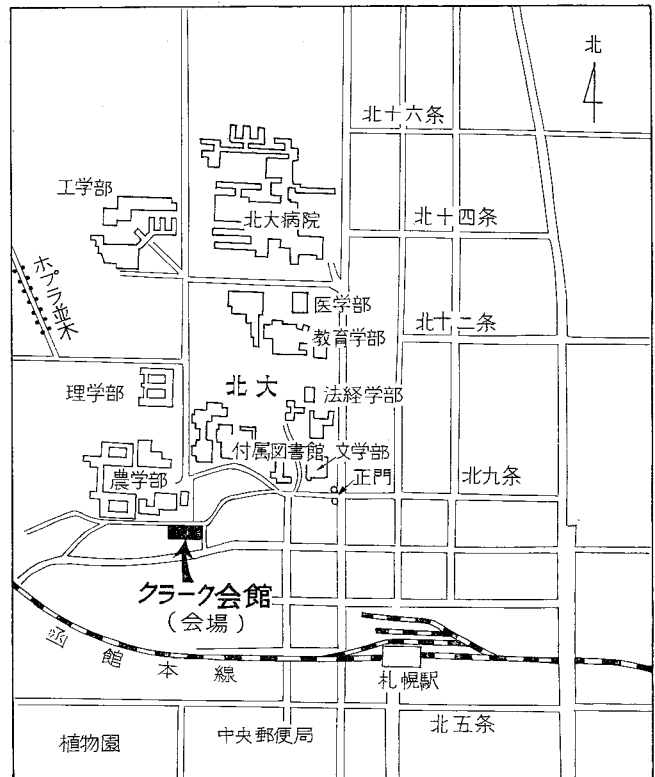 北
北十六条
工学部
北大病院
北十四条
ホプラ並木
医学部
教育学部
北十二条
北大
理学部
法経学部
付属図書館
文学部
農学部
正門
北九条
クラーク会館
(会場)
函館本線
札幌駅
北五条
植物園
中央郵便局